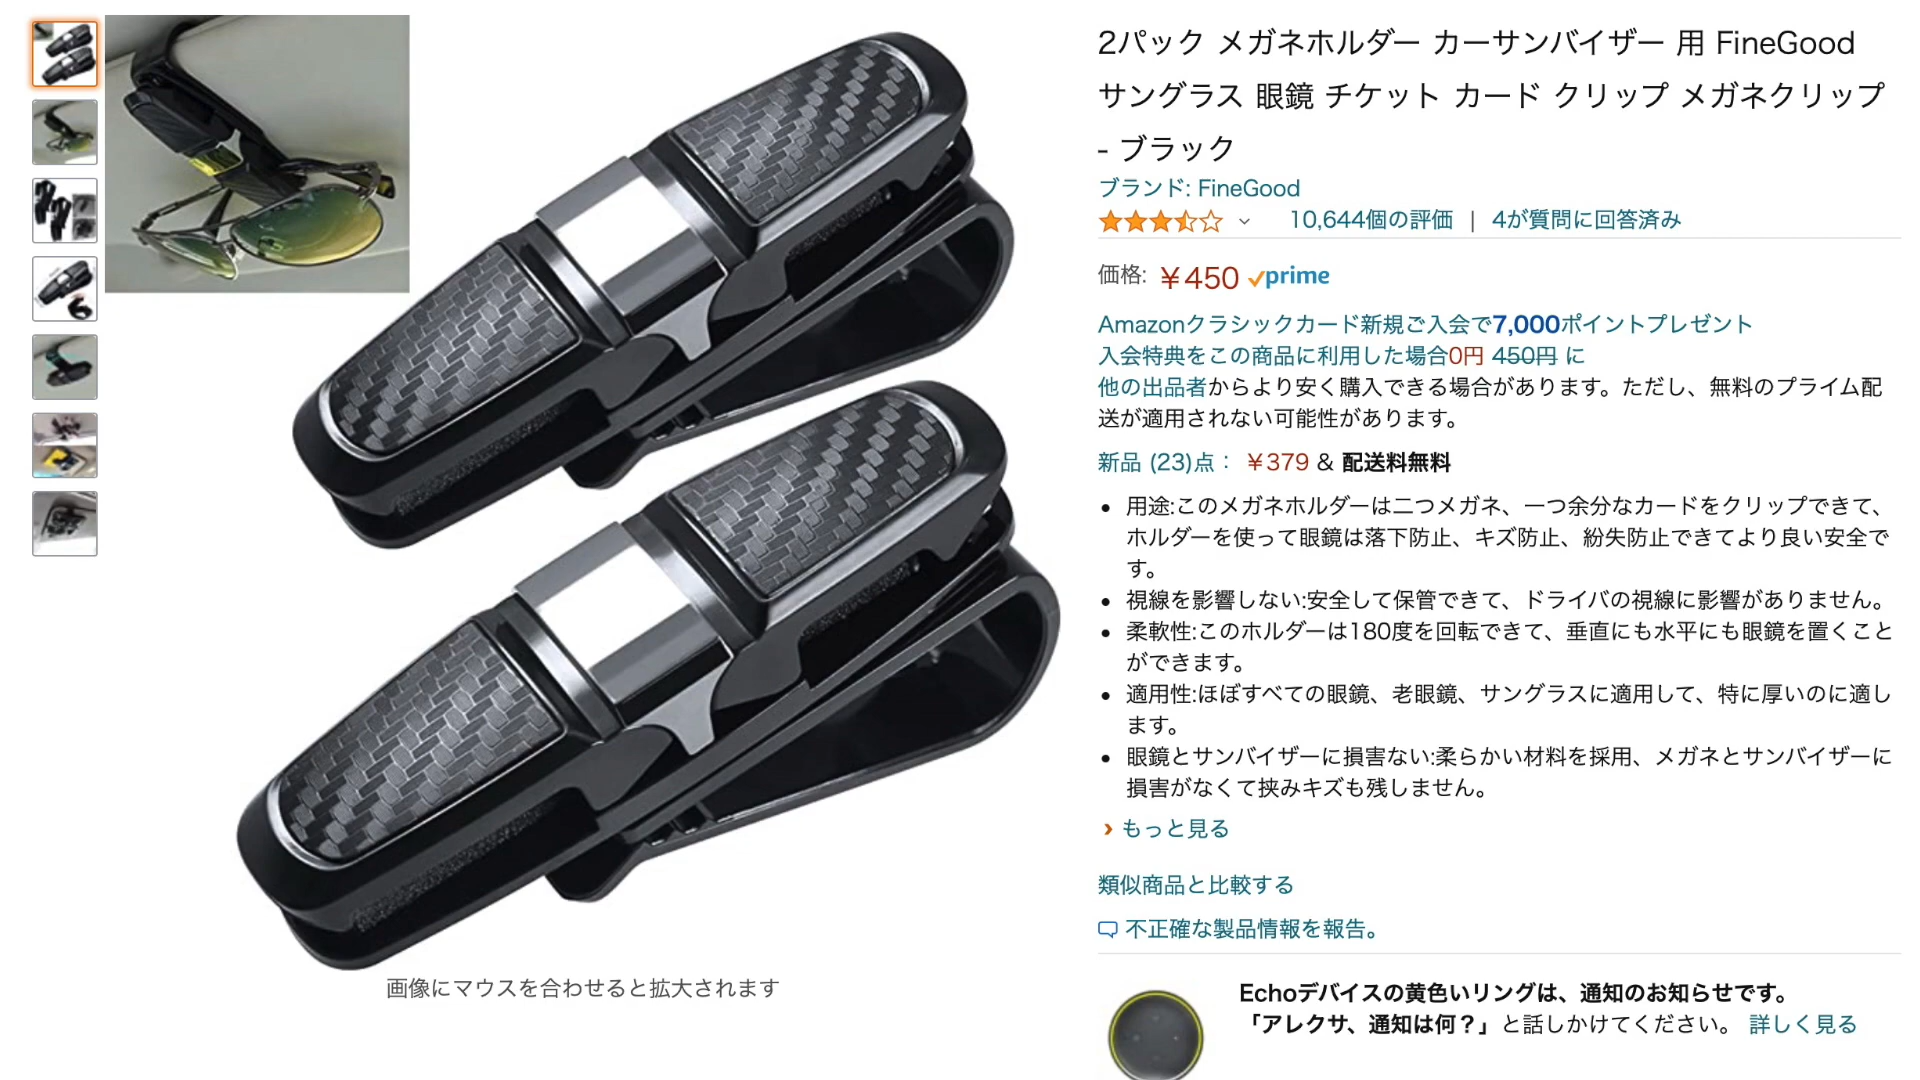 2パック メガネホルダー カーサンバイザー 用 FineGood
サングラス 眼鏡 チケット カード クリップ メガネクリップ
- ブラック
ブランド: FineGood
10,644個の評価 | 4が質問に回答済み
価格: ￥450 prime
Amazonクラシックカード新規ご入会で7,000ポイントプレゼント
入会特典をこの商品に利用した場合0円 450円 に
他の出品者からより安く購入できる場合があります。ただし、無料のプライム配
送が適用されない可能性があります。
新品 (23)点： ￥379 & 配送料無料
• 用途:このメガネホルダーは二つメガネ、一つ余分なカードをクリップできて、
ホルダーを使って眼鏡は落下防止、キズ防止、紛失防止できてより良い安全で
す。
• 視線を影響しない:安全して保管できて、ドライバの視線に影響がありません。
• 柔軟性:このホルダーは180度を回転できて、垂直にも水平にも眼鏡を置くこと
ができます。
• 適用性:ほぼすべての眼鏡、老眼鏡、サングラスに適用して、特に厚いのに適し
ます。
• 眼鏡とサンバイザーに損害ない:柔らかい材料を採用、メガネとサンバイザーに
損害がなくて挟みキズも残しません。
› もっと見る
類似商品と比較する
不正確な製品情報を報告。
画像にマウスを合わせると拡大されます
Echoデバイスの黄色いリングは、通知のお知らせです。
「アレクサ、通知は何？」と話しかけてください。 詳しく見る